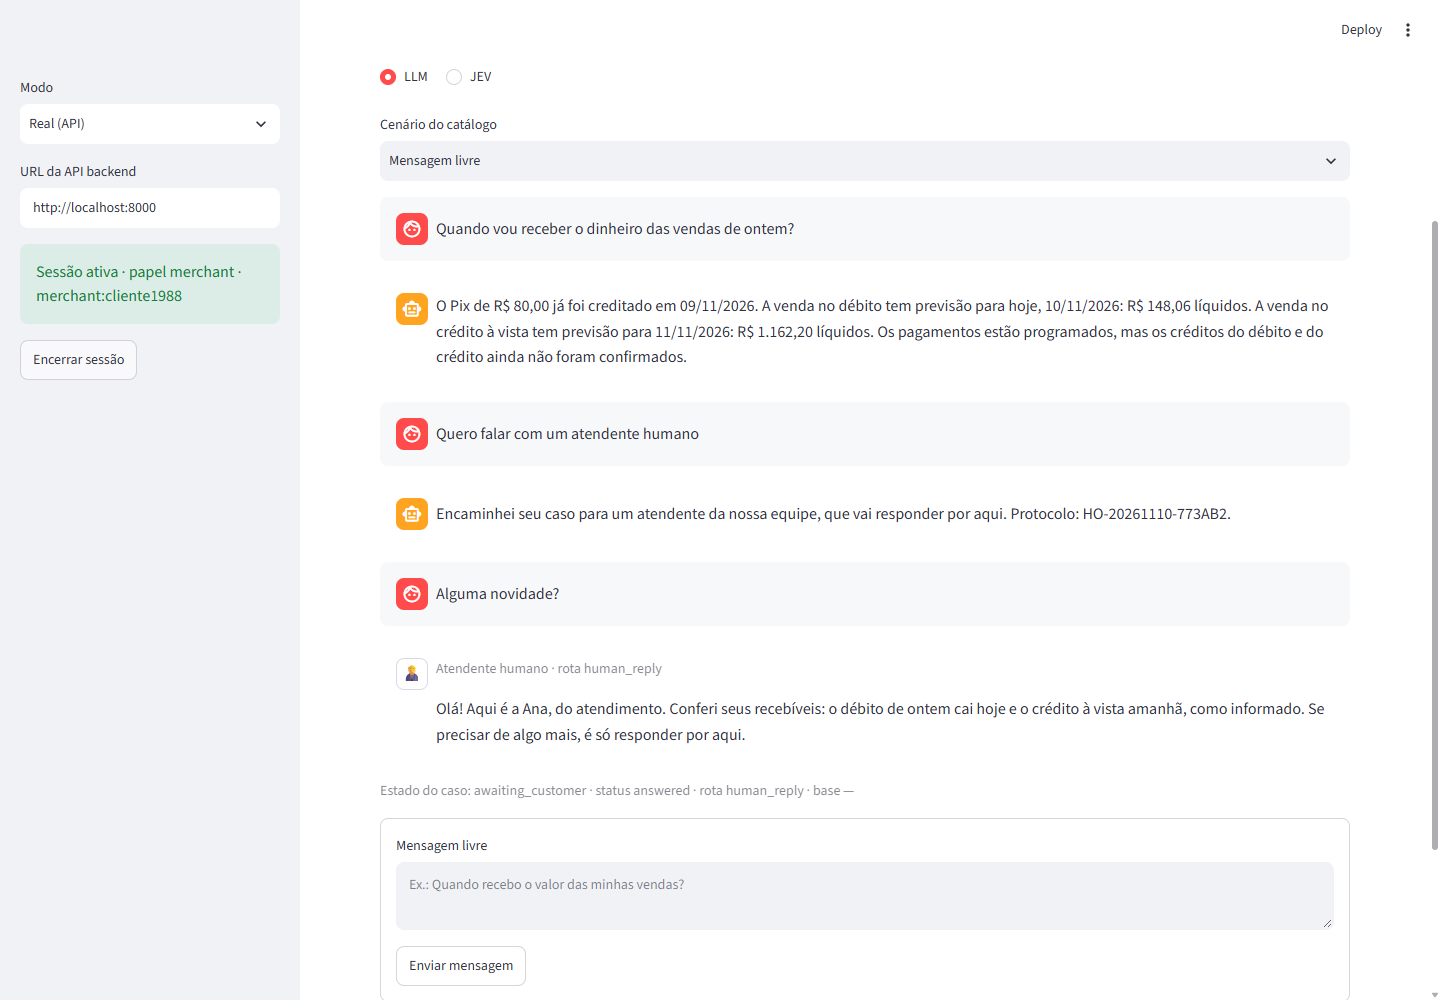 Deploy
Modo
Real (API)
URL da API backend
http://localhost:8000
Sessão ativa · papel merchant ·
merchant:cliente1988
Encerrar sessão
LLM
JEV
Cenário do catálogo
Mensagem livre
Quando vou receber o dinheiro das vendas de ontem?
O Pix de R$ 80,00 já foi creditado em 09/11/2026. A venda no débito tem previsão para hoje, 10/11/2026: R$ 148,06 líquidos. A venda no
crédito à vista tem previsão para 11/11/2026: R$ 1.162,20 líquidos. Os pagamentos estão programados, mas os créditos do débito e do
crédito ainda não foram confirmados.
Quero falar com um atendente humano
Encaminhei seu caso para um atendente da nossa equipe, que vai responder por aqui. Protocolo: HO-20261110-773AB2.
Alguma novidade?
Atendente humano · rota human_reply
Olá! Aqui é a Ana, do atendimento. Conferi seus recebíveis: o débito de ontem cai hoje e o crédito à vista amanhã, como informado. Se
precisar de algo mais, é só responder por aqui.
Estado do caso: awaiting_customer · status answered · rota human_reply · base —
Mensagem livre
Ex.: Quando recebo o valor das minhas vendas?
Enviar mensagem